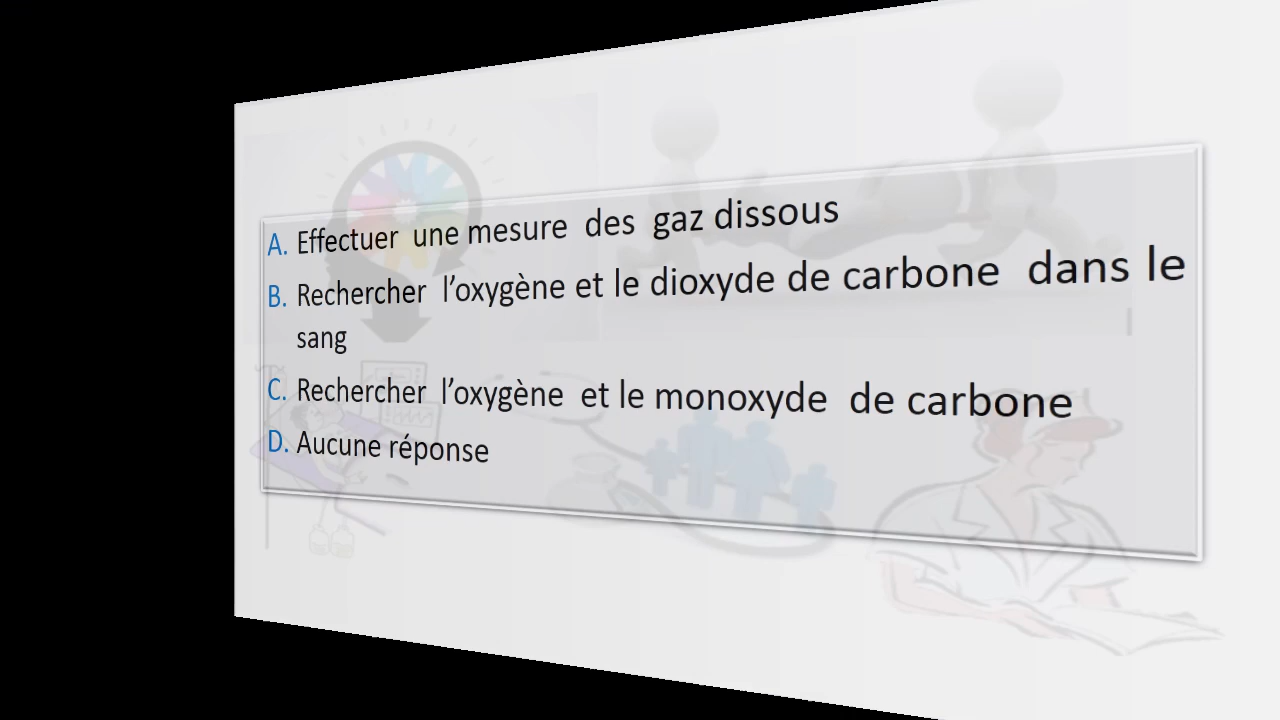 A. Effectuer une mesure des gaz dissous
B. Rechercher l’oxygène et le dioxyde de carbone dans le
sang
C. Rechercher l’oxygène et le monoxyde de carbone
D. Aucune réponse